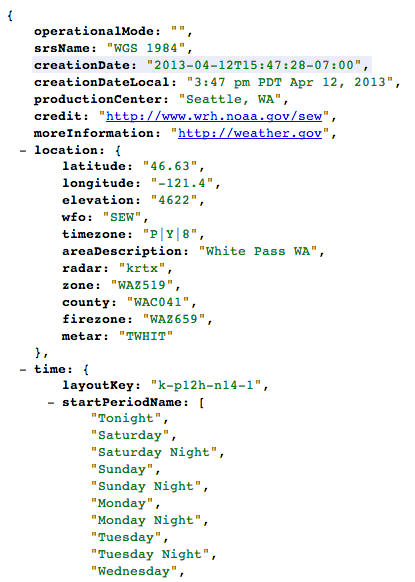 {
operationalMode: "",
srsName: "WGS 1984",
creationDate: "2013-04-12T15:47:28-07:00",
creationDateLocal: "3:47 pm PDT Apr 12, 2013",
productionCenter: "Seattle, WA",
credit: "http://www.wrh.noaa.gov/sew",
moreInformation: "http://weather.gov",
- location: {
latitude: "46.63",
longitude: "-121.4",
elevation: "4622",
wfo: "SEW",
timezone: "P|Y|8",
areaDescription: "White Pass WA",
radar: "krtx",
zone: "WAZ519",
county: "WAC041",
firezone: "WAZ659",
metar: "TWHIT"
},
- time: {
layoutKey: "k-p12h-n14-1",
- startPeriodName: [
"Tonight",
"Saturday",
"Saturday Night",
"Sunday",
"Sunday Night",
"Monday",
"Monday Night",
"Tuesday",
"Tuesday Night",
"Wednesday",